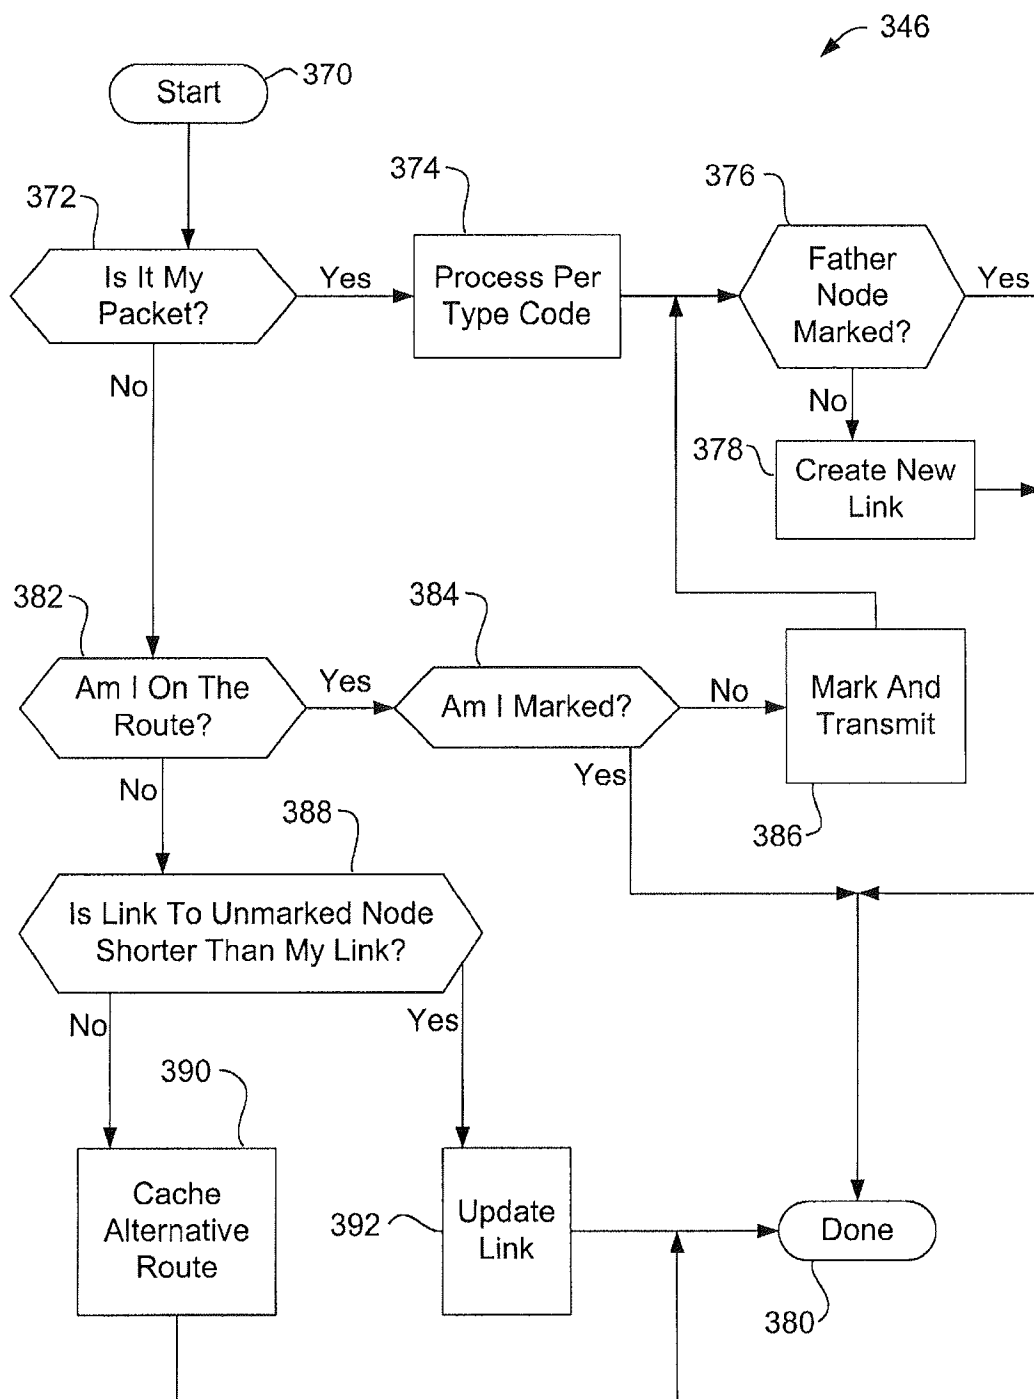 346
370
Start
372
374
376
Is It My
Packet?
Yes
Process Per
Type Code
Father
Node
Marked?
Yes
No
No
378
Create New
Link
382
384
Am I On The
Route?
Yes
Am I Marked?
No
Mark And
Transmit
No
Yes
386
388
Is Link To Unmarked Node
Shorter Than My Link?
No
Yes
390
Cache
Alternative
Route
392
Update
Link
Done
380